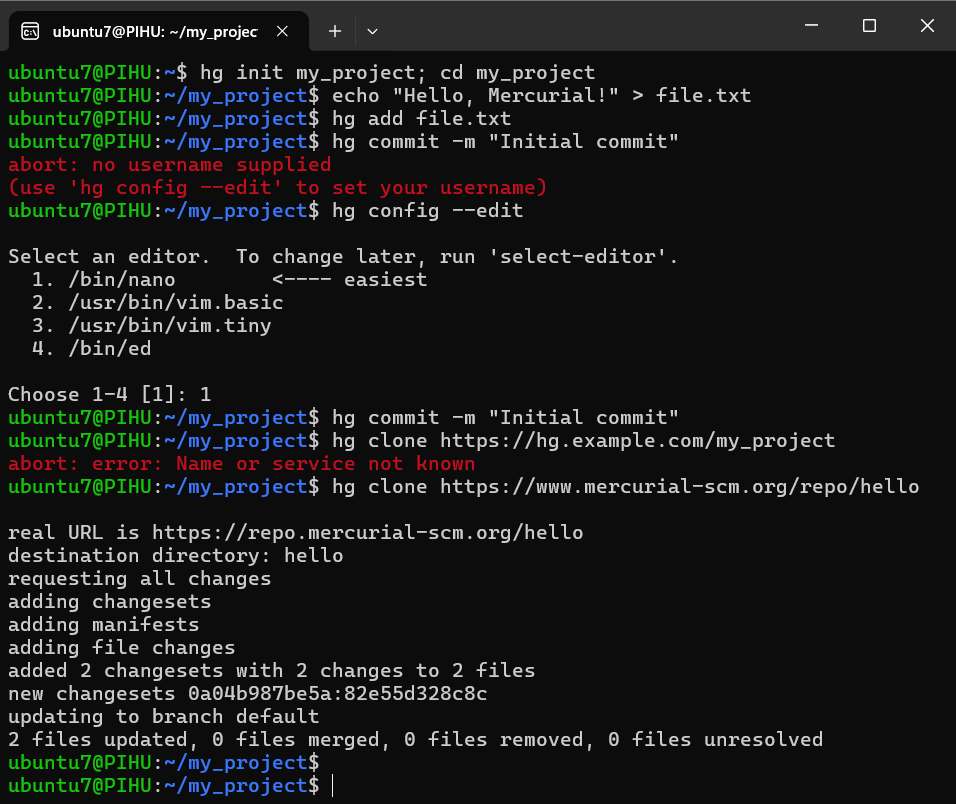 ubuntu7@PIHU: ~/my_projec
ubuntu7@PIHU:~$ hg init my_project; cd my_project
ubuntu7@PIHU:~/my_project$ echo "Hello, Mercurial!" > file.txt
ubuntu7@PIHU:~/my_project$ hg add file.txt
ubuntu7@PIHU:~/my_project$ hg commit -m "Initial commit"
abort: no username supplied
(use 'hg config --edit' to set your username)
ubuntu7@PIHU:~/my_project$ hg config --edit

Select an editor.  To change later, run 'select-editor'.
  1. /bin/nano        <---- easiest
  2. /usr/bin/vim.basic
  3. /usr/bin/vim.tiny
  4. /bin/ed

Choose 1-4 [1]: 1
ubuntu7@PIHU:~/my_project$ hg commit -m "Initial commit"
ubuntu7@PIHU:~/my_project$ hg clone https://hg.example.com/my_project
abort: error: Name or service not known
ubuntu7@PIHU:~/my_project$ hg clone https://www.mercurial-scm.org/repo/hello

real URL is https://repo.mercurial-scm.org/hello
destination directory: hello
requesting all changes
adding changesets
adding manifests
adding file changes
added 2 changesets with 2 changes to 2 files
new changesets 0a04b987be5a:82e55d328c8c
updating to branch default
2 files updated, 0 files merged, 0 files removed, 0 files unresolved
ubuntu7@PIHU:~/my_project$
ubuntu7@PIHU:~/my_project$